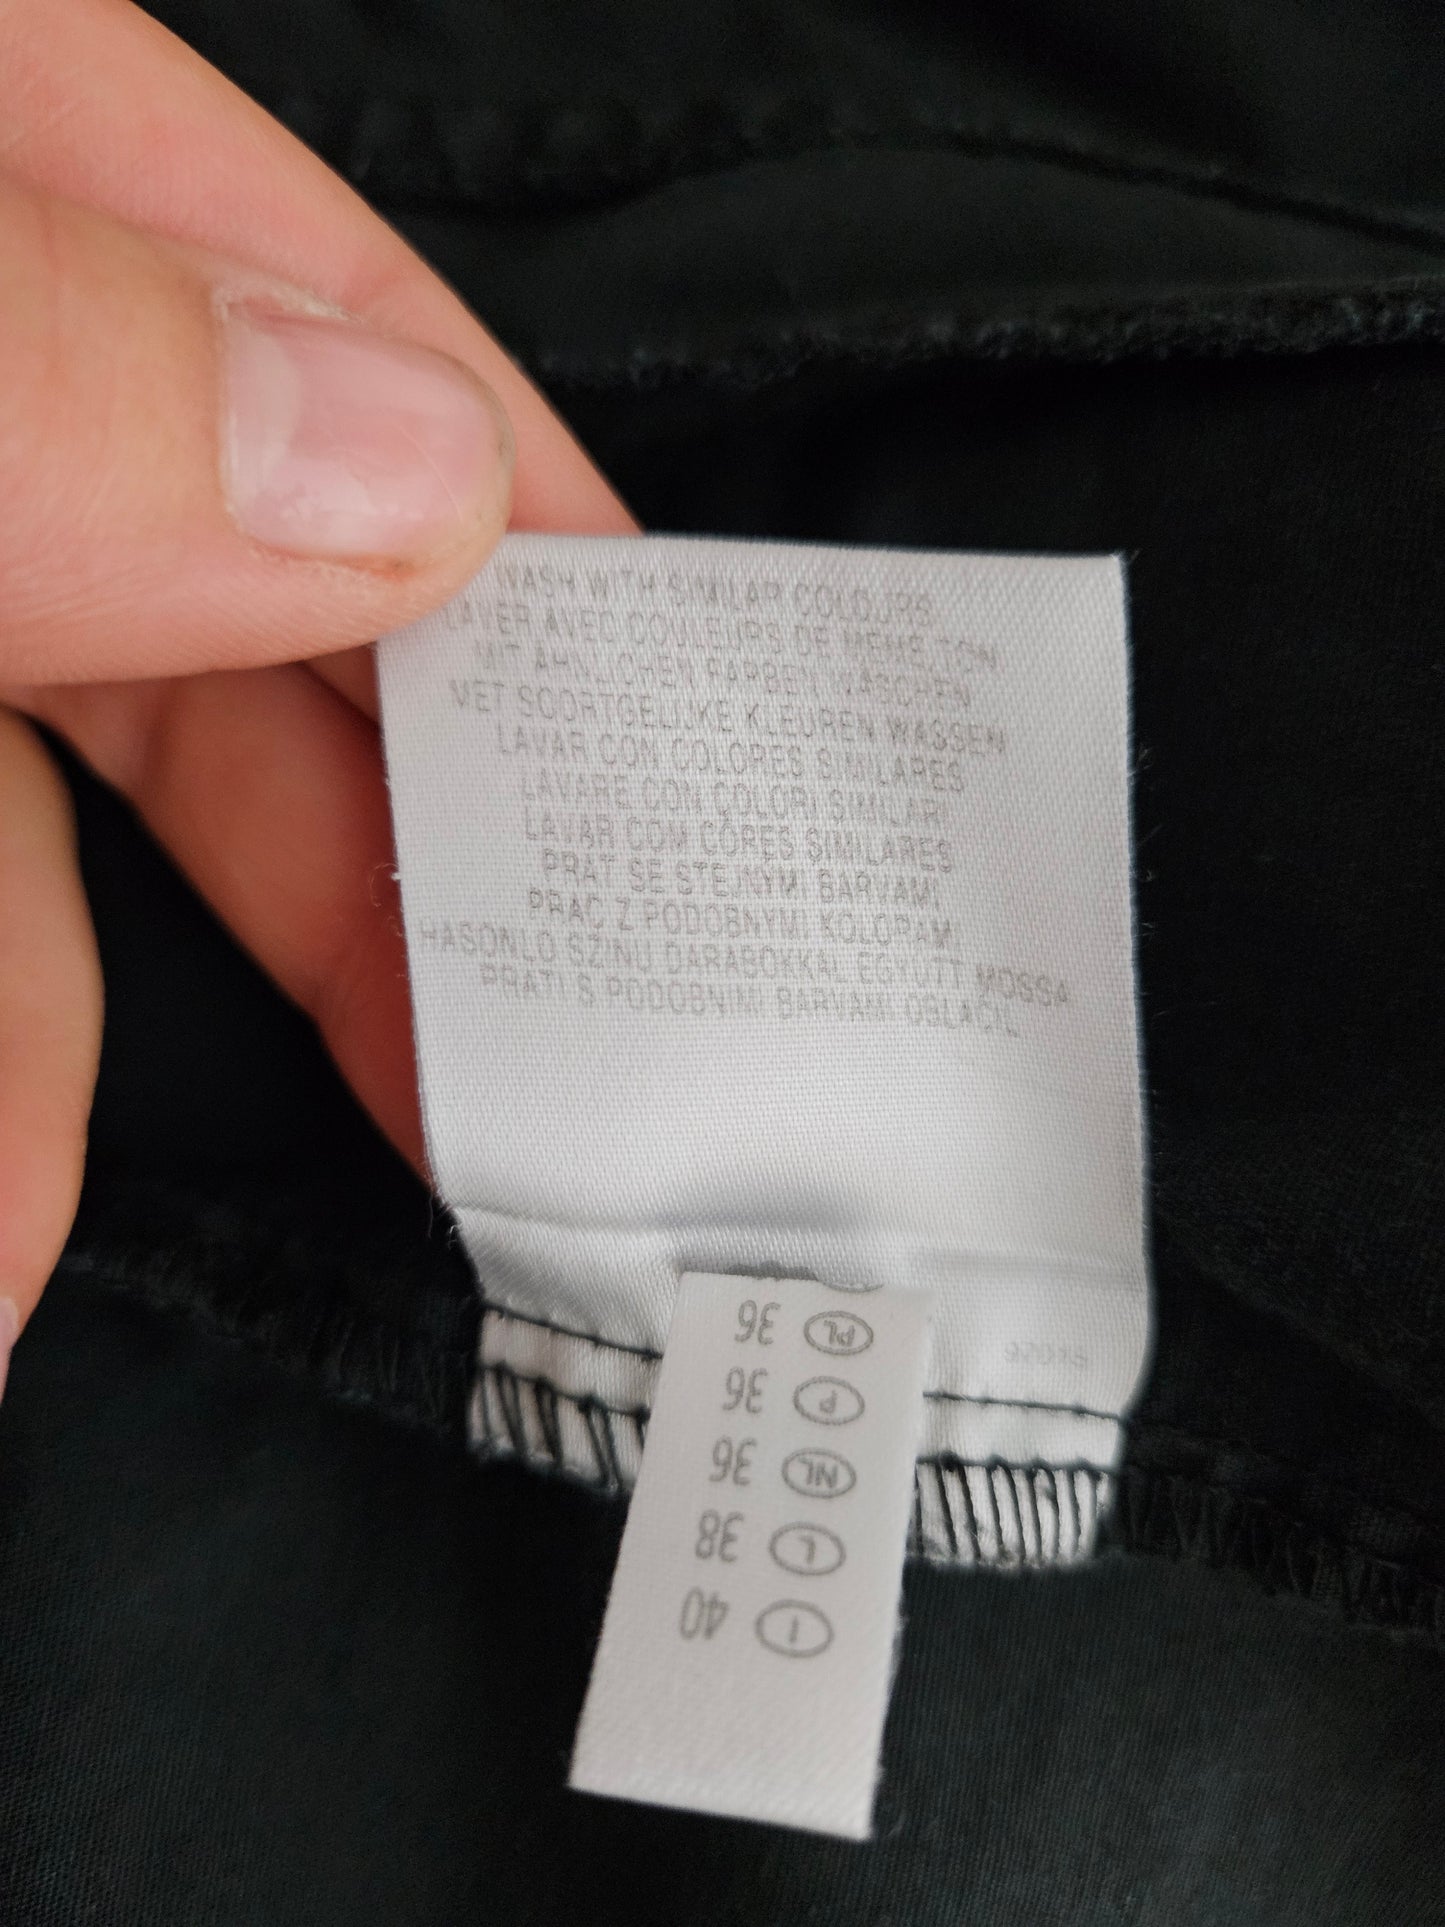 WASH WITH SIMILAR COLOURS
LAVER AVEC COULEURS DE MEME TON
MIT AHNLICHEN FARBEN WASCHEN
MET SOORTGELIJKE KLEUREN WASSEN
LAVAR CON COLORES SIMILARES
LAVARE CON COLORI SIMILARI
LAVAR COM CORES SIMILARES
PRAT SE STEJNYMI BARVAMI
PRAC Z PODOBNYMI KOLORAMI
HASONLO SZINU DARABOKKAL EGYUTT MOSSA
PRATI S PODOBNIMI BARVAMI OBLACIL
I 40
L 38
NL 36
P 36
PL 36